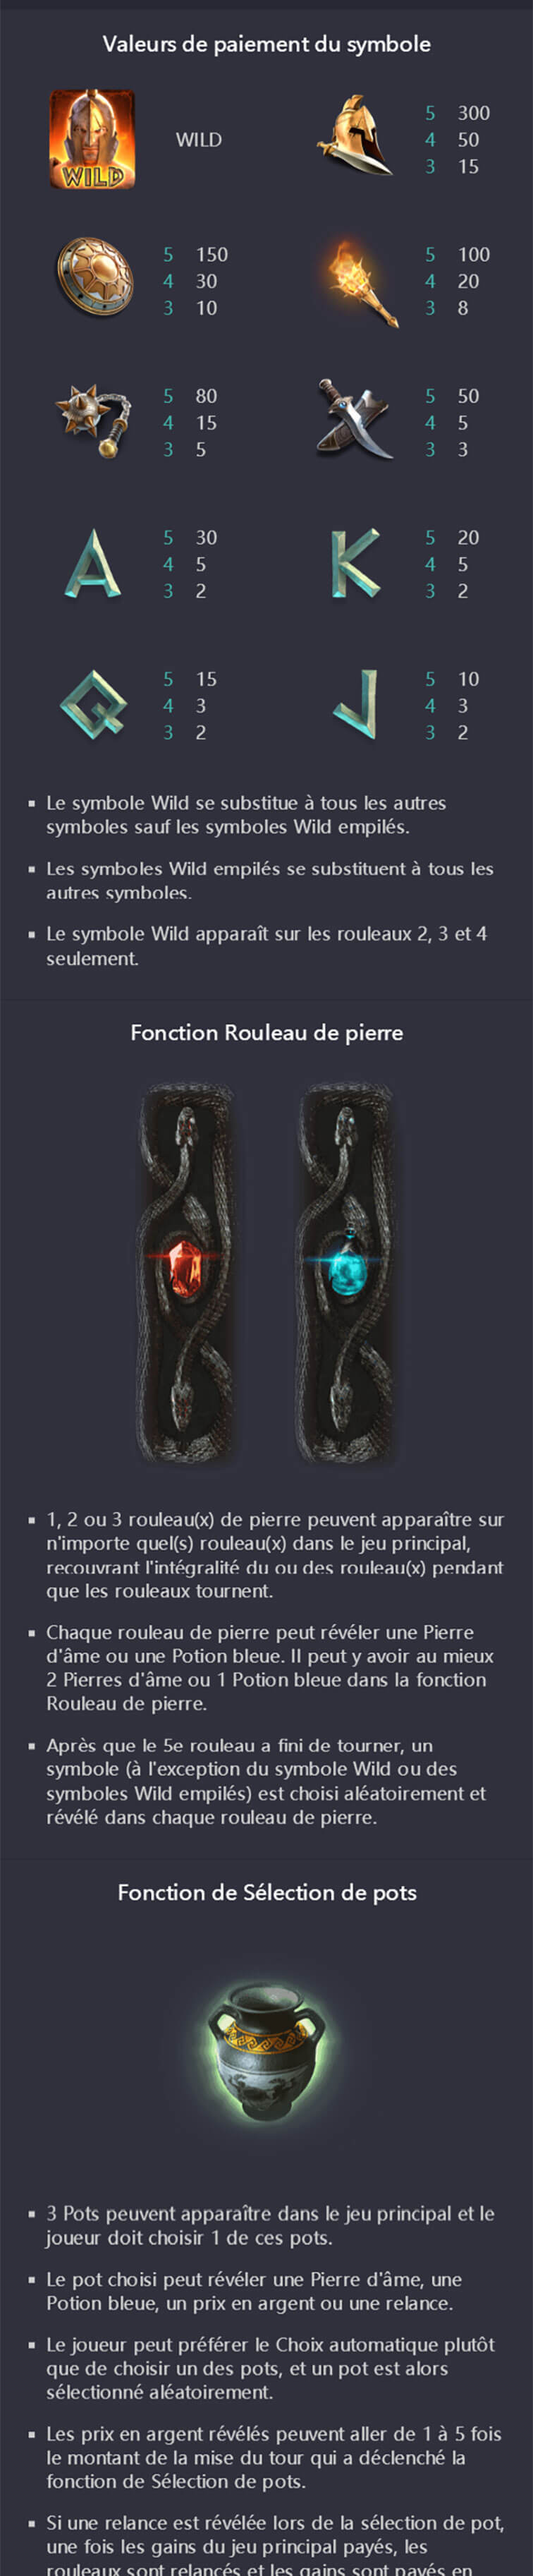 Valeurs de paiement du symbole
WILD
WILD
5 300
4 50
3 15
5 150
4 30
3 10
5 100
4 20
3 8
5 80
4 15
3 5
5 50
4 5
3 3
A
5 30
4 5
3 2
K
5 20
4 5
3 2
Q
5 15
4 3
3 2
J
5 10
4 3
3 2
▪ Le symbole Wild se substitue à tous les autres
symboles sauf les symboles Wild empilés.
▪ Les symboles Wild empilés se substituent à tous les
autres symboles.
▪ Le symbole Wild apparaît sur les rouleaux 2, 3 et 4
seulement.
Fonction Rouleau de pierre
▪ 1, 2 ou 3 rouleau(x) de pierre peuvent apparaître sur
n'importe quel(s) rouleau(x) dans le jeu principal,
recouvrant l'intégralité du ou des rouleau(x) pendant
que les rouleaux tournent.
▪ Chaque rouleau de pierre peut révéler une Pierre
d'âme ou une Potion bleue. Il peut y avoir au mieux
2 Pierres d'âme ou 1 Potion bleue dans la fonction
Rouleau de pierre.
▪ Après que le 5e rouleau a fini de tourner, un
symbole (à l'exception du symbole Wild ou des
symboles Wild empilés) est choisi aléatoirement et
révélé dans chaque rouleau de pierre.
Fonction de Sélection de pots
▪ 3 Pots peuvent apparaître dans le jeu principal et le
joueur doit choisir 1 de ces pots.
▪ Le pot choisi peut révéler une Pierre d'âme, une
Potion bleue, un prix en argent ou une relance.
▪ Le joueur peut préférer le Choix automatique plutôt
que de choisir un des pots, et un pot est alors
sélectionné aléatoirement.
▪ Les prix en argent révélés peuvent aller de 1 à 5 fois
le montant de la mise du tour qui a déclenché la
fonction de Sélection de pots.
▪ Si une relance est révélée lors de la sélection de pot,
une fois les gains du jeu principal payés, les
rouleaux sont relancés et les gains sont payés en